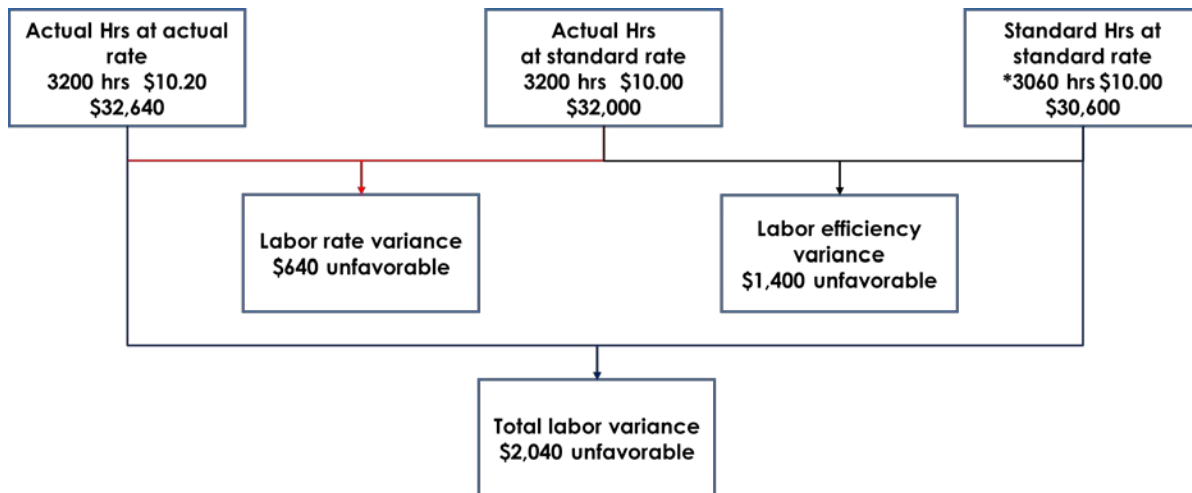 Actual Hrs at actual
rate
3200 hrs $10.20
$32,640
Actual Hrs
at standard rate
3200 hrs $10.00
$32,000
Standard Hrs at
standard rate
*3060 hrs $10.00
$30,600
Labor rate variance
$640 unfavorable
Labor efficiency
variance
$1,400 unfavorable
Total labor variance
$2,040 unfavorable